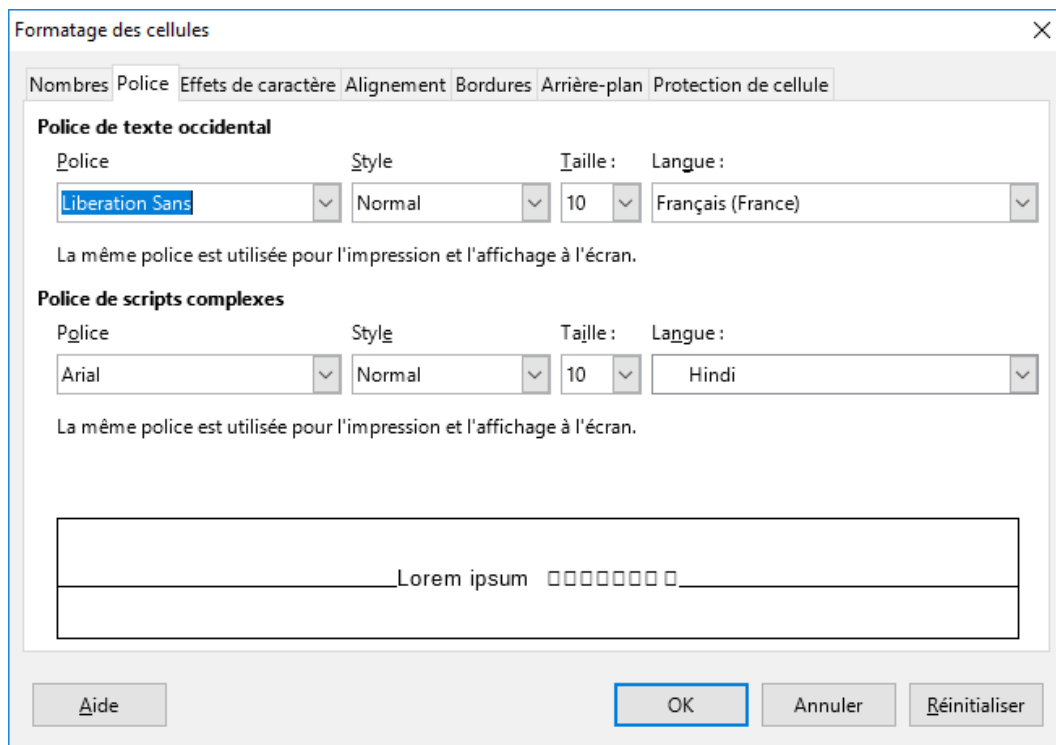 Formatage des cellules
Nombres Police Effets de caractère Alignement Bordures Arrière-plan Protection de cellule
Police de texte occidental
Police Style Taille : Langue :
Liberation Sans Normal 10 Français (France)
La même police est utilisée pour l'impression et l'affichage à l'écran.
Police de scripts complexes
Police Style Taille : Langue :
Arial Normal 10 Hindi
La même police est utilisée pour l'impression et l'affichage à l'écran.
Lorem ipsum □□□□□□□ □
Aide OK Annuler Réinitialiser